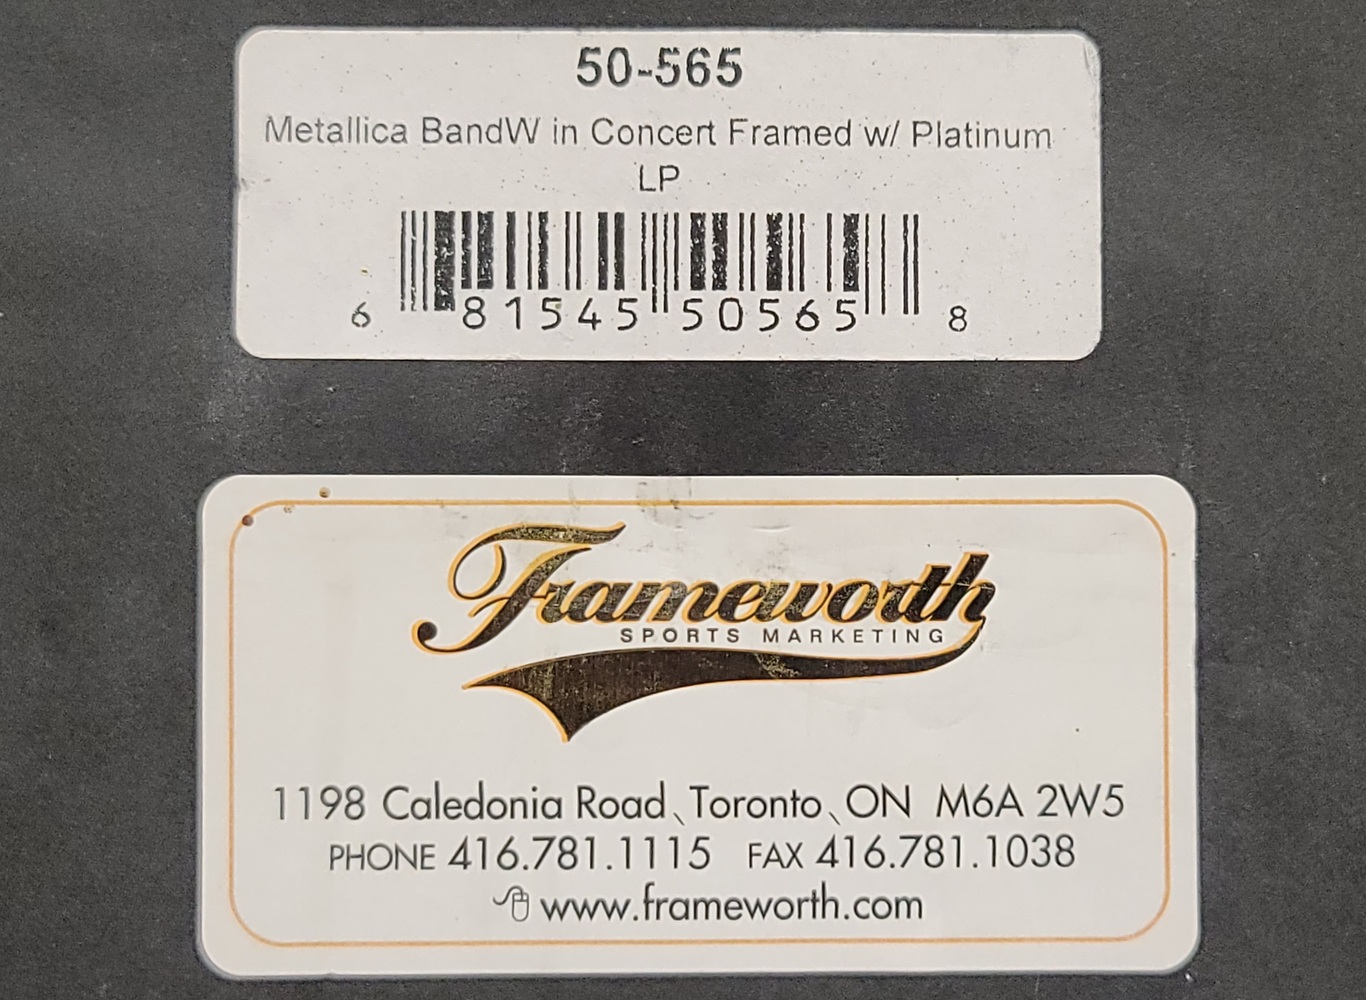 50-565
Metallica BandW in Concert Framed w/ Platinum
LP
6 81545 50565 8
Frameworth
SPORTS MARKETING
1198 Caledonia Road, Toronto, ON M6A 2W5
PHONE 416.781.1115 FAX 416.781.1038
www.frameworth.com